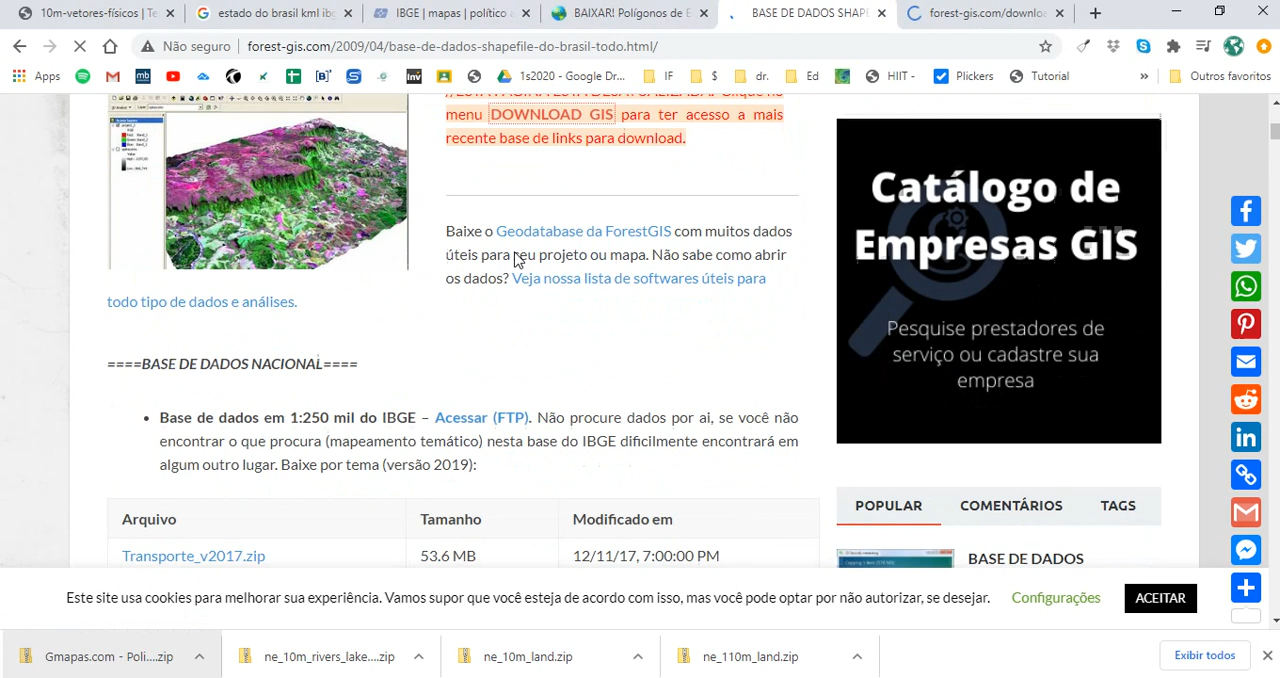 10m-vetores-físicos | Te
estado do brasil kml ibg
IBGE | mapas | político a
BAIXAR! Polígonos de E
BASE DE DADOS SHAPE
forest-gis.com/downloa
Não seguro
forest-gis.com/2009/04/base-de-dados-shapefile-do-brasil-todo.html/
Apps
1s2020 - Google Dr...
IF
$
dr.
Ed
HIIT -
Plickers
Tutorial
»
Outros favoritos
menu DOWNLOAD GIS para ter acesso a mais
recente base de links para download.
Baixe o Geodatabase da ForestGIS com muitos dados
úteis para seu projeto ou mapa. Não sabe como abrir
os dados? Veja nossa lista de softwares úteis para
todo tipo de dados e análises.
====BASE DE DADOS NACIONAL====
• Base de dados em 1:250 mil do IBGE – Acessar (FTP). Não procure dados por ai, se você não
encontrar o que procura (mapeamento temático) nesta base do IBGE dificilmente encontrará em
algum outro lugar. Baixe por tema (versão 2019):
Arquivo Tamanho Modificado em
Transporte_v2017.zip 53.6 MB 12/11/17, 7:00:00 PM
Catálogo de
Empresas GIS
Pesquise prestadores de
serviço ou cadastre sua
empresa
POPULAR COMENTÁRIOS TAGS
BASE DE DADOS
Este site usa cookies para melhorar sua experiência. Vamos supor que você esteja de acordo com isso, mas você pode optar por não autorizar, se desejar.
Configurações
ACEITAR
Gmapas.com - Poli....zip
ne_10m_rivers_lake....zip
ne_10m_land.zip
ne_110m_land.zip
Exibir todos